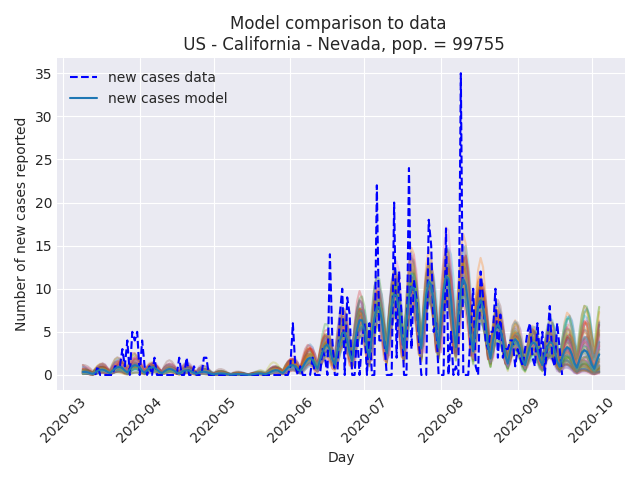 Model comparison to data
US - California - Nevada, pop. = 99755
new cases data
new cases model
Number of new cases reported
35
30
25
20
15
10
5
0
2020-03
2020-04
2020-05
2020-06
2020-07
2020-08
2020-09
2020-10
Day